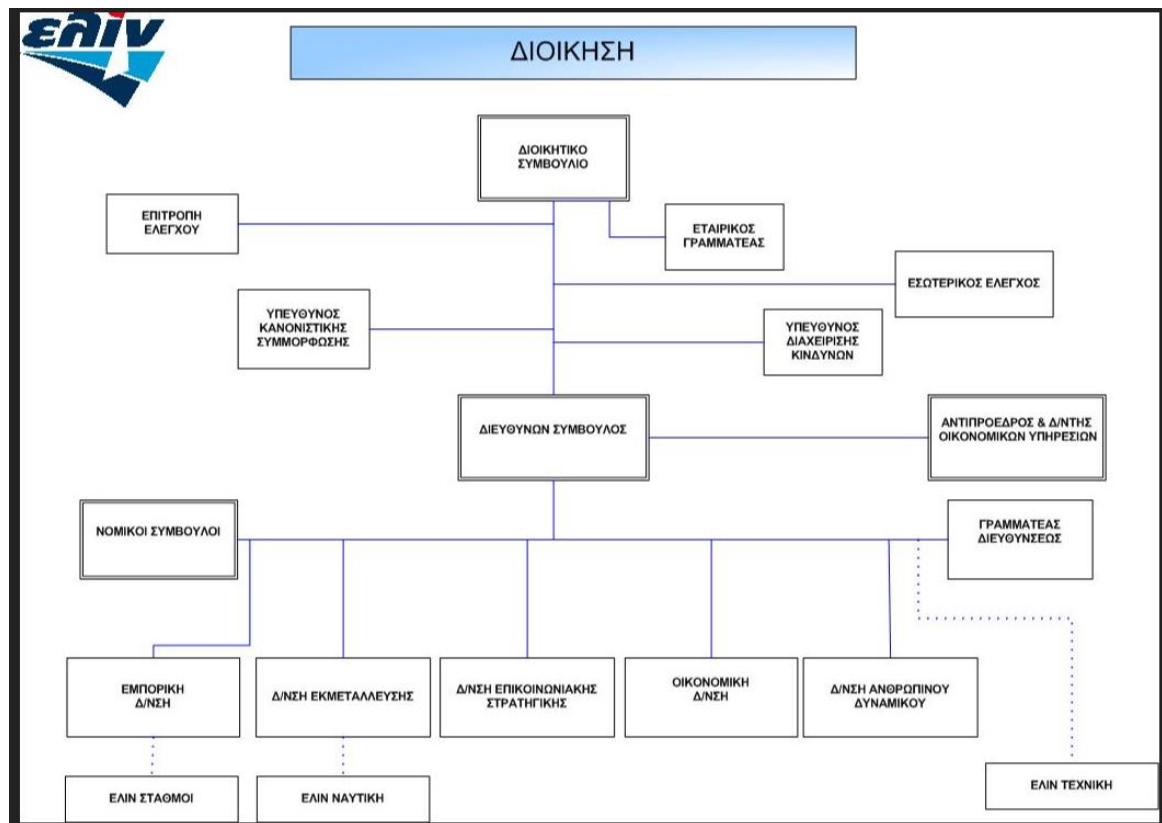 ελίν
ΔΙΟΙΚΗΣΗ
ΔΙΟΙΚΗΤΙΚΟ
ΣΥΜΒΟΥΛΙΟ
ΕΠΙΤΡΟΠΗ
ΕΛΕΓΧΟΥ
ΕΤΑΙΡΙΚΟΣ
ΓΡΑΜΜΑΤΕΑΣ
ΕΣΩΤΕΡΙΚΟΣ ΕΛΕΓΧΟΣ
ΥΠΕΥΘΥΝΟΣ
ΚΑΝΟΝΙΣΤΙΚΗΣ
ΣΥΜΜΟΡΦΩΣΗΣ
ΥΠΕΥΘΥΝΟΣ
ΔΙΑΧΕΙΡΙΣΗΣ
ΚΙΝΔΥΝΩΝ
ΔΙΕΥΘΥΝΩΝ ΣΥΜΒΟΥΛΟΣ
ΑΝΤΙΠΡΟΕΔΡΟΣ & Δ/ΝΤΗΣ
ΟΙΚΟΝΟΜΙΚΩΝ ΥΠΗΡΕΣΙΩΝ
ΝΟΜΙΚΟΙ ΣΥΜΒΟΥΛΟΙ
ΓΡΑΜΜΑΤΕΑΣ
ΔΙΕΥΘΥΝΣΕΩΣ
ΕΜΠΟΡΙΚΗ
Δ/ΝΣΗ
Δ/ΝΣΗ ΕΚΜΕΤΑΛΛΕΥΣΗΣ
Δ/ΝΣΗ ΕΠΙΚΟΙΝΩΝΙΑΚΗΣ
ΣΤΡΑΤΗΓΙΚΗΣ
ΟΙΚΟΝΟΜΙΚΗ
Δ/ΝΣΗ
Δ/ΝΣΗ ΑΝΘΡΩΠΙΝΟΥ
ΔΥΝΑΜΙΚΟΥ
ΕΛΙΝ ΣΤΑΘΜΟΙ
ΕΛΙΝ ΝΑΥΤΙΚΗ
ΕΛΙΝ ΤΕΧΝΙΚΗ